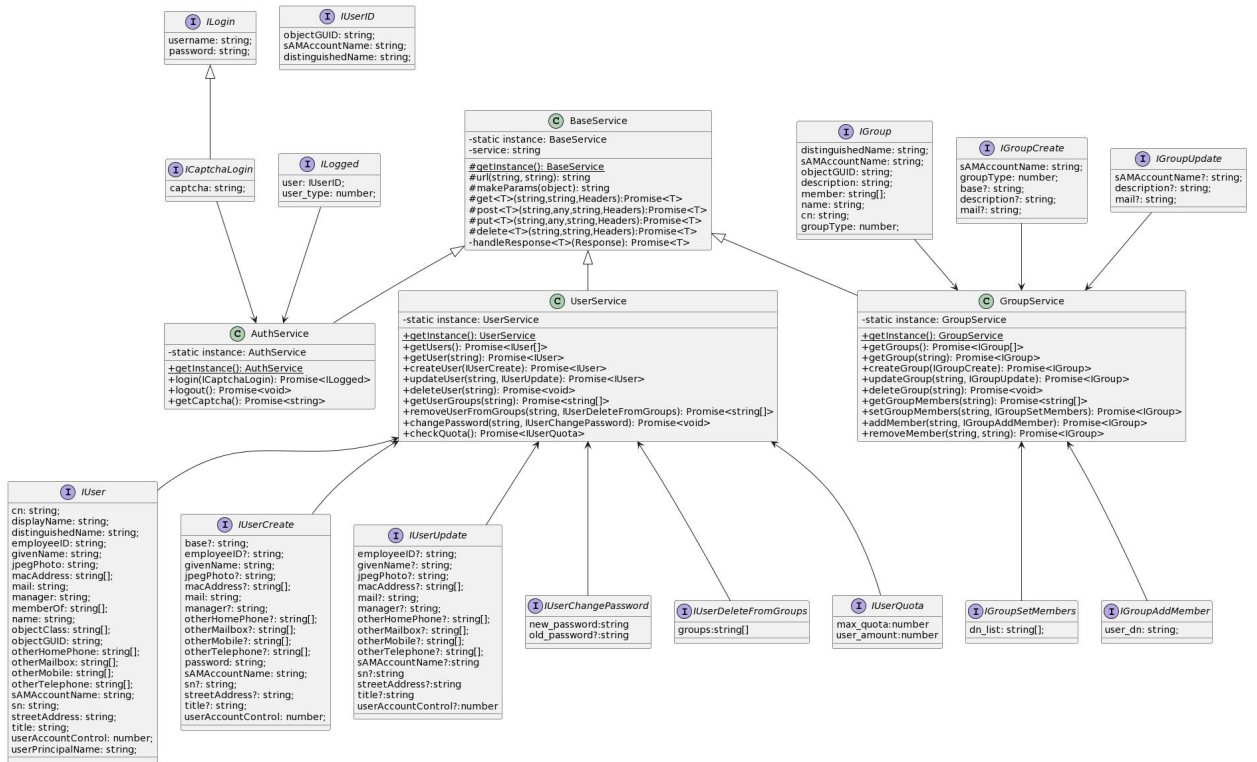 I ILogin
username: string;
password: string;
I IUserID
objectGUID: string;
sAMAccountName: string;
distinguishedName: string;
I ICaptchaLogin
captcha: string;
I ILogged
user: IUserID;
user_type: number;
C BaseService
-static instance: BaseService
-service: string
#getInstance(): BaseService
#url(string, string): string
#makeParams(object): string
#get<T>(string,string,Headers):Promise<T>
#post<T>(string,any,string,Headers):Promise<T>
#put<T>(string,any,string,Headers):Promise<T>
#delete<T>(string,string,Headers):Promise<T>
-handleResponse<T>(Response): Promise<T>
I IGroup
distinguishedName: string;
sAMAccountName: string;
objectGUID: string;
description: string;
member: string[];
name: string;
cn: string;
groupType: number;
I IGroupCreate
sAMAccountName: string;
groupType: number;
base?: string;
description?: string;
mail?: string;
I IGroupUpdate
sAMAccountName?: string;
description?: string;
mail?: string;
C AuthService
-static instance: AuthService
+getInstance(): AuthService
+login(ICaptchaLogin): Promise<ILogged>
+logout(): Promise<void>
+getCaptcha(): Promise<string>
C UserService
-static instance: UserService
+getInstance(): UserService
+getUsers(): Promise<IUser[]>
+getUser(string): Promise<IUser>
+createUser(IUserCreate): Promise<IUser>
+updateUser(string, IUserUpdate): Promise<IUser>
+deleteUser(string): Promise<void>
+getUserGroups(string): Promise<string[]>
+removeUserFromGroups(string, IUserDeleteFromGroups): Promise<string[]>
+changePassword(string, IUserChangePassword): Promise<void>
+checkQuota(): Promise<IUserQuota>
C GroupService
-static instance: GroupService
+getInstance(): GroupService
+getGroups(): Promise<IGroup[]>
+getGroup(string): Promise<IGroup>
+createGroup(IGroupCreate): Promise<IGroup>
+updateGroup(string, IGroupUpdate): Promise<IGroup>
+deleteGroup(string): Promise<void>
+getGroupMembers(string): Promise<string[]>
+setGroupMembers(string, IGroupSetMembers): Promise<IGroup>
+addMember(string, IGroupAddMember): Promise<IGroup>
+removeMember(string, string): Promise<IGroup>
I IUser
cn: string;
displayName: string;
distinguishedName: string;
employeeID: string;
givenName: string;
jpegPhoto: string;
macAddress: string[];
mail: string;
manager: string;
memberOf: string[];
name: string;
objectClass: string[];
objectGUID: string;
otherHomePhone: string[];
otherMailbox: string[];
otherMobile: string[];
otherTelephone: string[];
sAMAccountName: string;
sn: string;
streetAddress: string;
title: string;
userAccountControl: number;
userPrincipalName: string;
I IUserCreate
base?: string;
employeeID?: string;
givenName: string;
jpegPhoto?: string;
macAddress?: string[];
mail: string;
manager?: string;
otherHomePhone?: string[];
otherMailbox?: string[];
otherMobile?: string[];
otherTelephone?: string[];
password: string;
sAMAccountName: string;
sn?: string;
streetAddress?: string;
title?: string;
userAccountControl: number;
I IUserUpdate
employeeID?: string;
givenName?: string;
jpegPhoto?: string;
macAddress?: string[];
mail?: string;
manager?: string;
otherHomePhone?: string[];
otherMailbox?: string[];
otherMobile?: string[];
otherTelephone?: string[];
sAMAccountName?:string
sn?:string
streetAddress?:string
title?:string
userAccountControl?:number
I IUserChangePassword
new_password:string
old_password?:string
I IUserDeleteFromGroups
groups:string[]
I IUserQuota
max_quota:number
user_amount:number
I IGroupSetMembers
dn_list: string[];
I IGroupAddMember
user_dn: string;